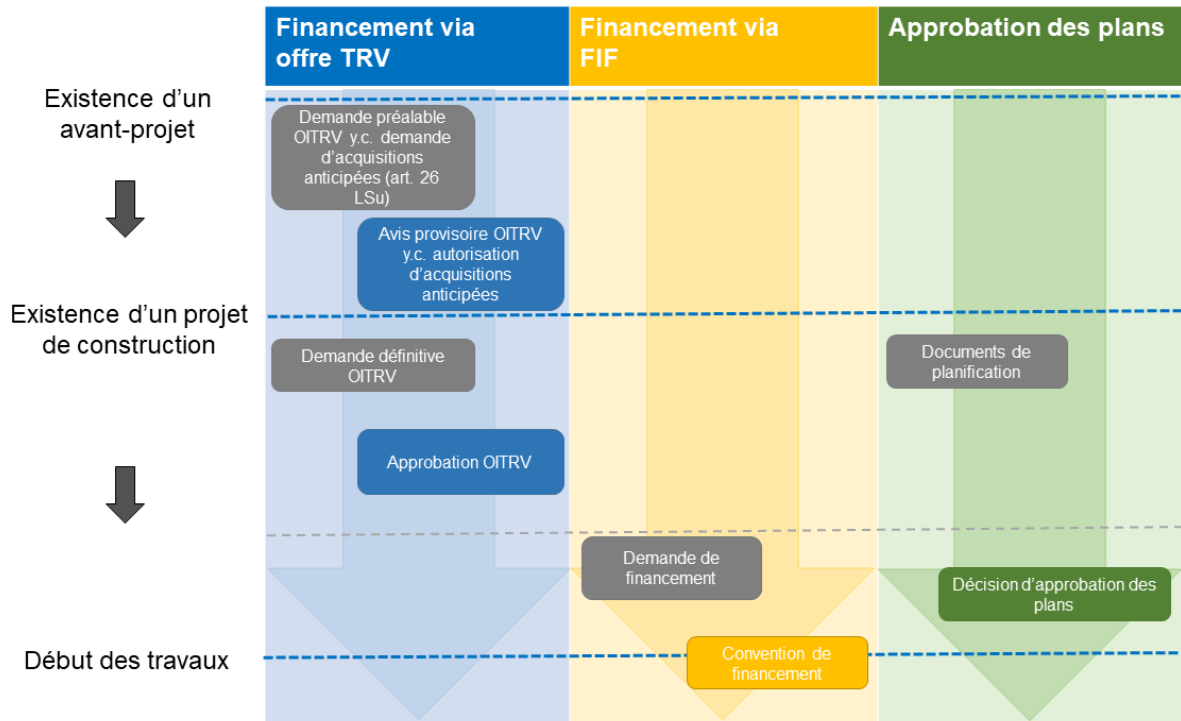 Financement via
offre TRV
Financement via
FIF
Approbation des plans
Existence d’un
avant-projet
Demande préalable
OITRV y.c. demande
d’acquisitions
anticipées (art. 26
LSu)
Avis provisoire OITRV
y.c. autorisation
d’acquisitions
anticipées
Existence d’un projet
de construction
Demande définitive
OITRV
Documents de
planification
Approbation OITRV
Demande de
financement
Décision d’approbation des
plans
Début des travaux
Convention de
financement